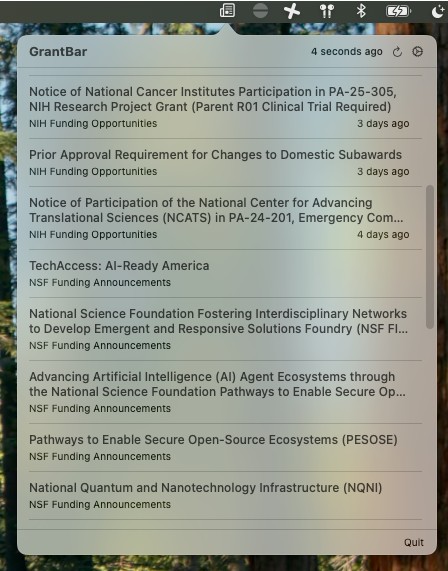 GrantBar
4 seconds ago
Notice of National Cancer Institutes Participation in PA-25-305,
NIH Research Project Grant (Parent R01 Clinical Trial Required)
NIH Funding Opportunities
3 days ago
Prior Approval Requirement for Changes to Domestic Subawards
NIH Funding Opportunities
3 days ago
Notice of Participation of the National Center for Advancing
Translational Sciences (NCATS) in PA-24-201, Emergency Com...
NIH Funding Opportunities
4 days ago
TechAccess: AI-Ready America
NSF Funding Announcements
National Science Foundation Fostering Interdisciplinary Networks
to Develop Emergent and Responsive Solutions Foundry (NSF FI...
NSF Funding Announcements
Advancing Artificial Intelligence (AI) Agent Ecosystems through
the National Science Foundation Pathways to Enable Secure Op...
NSF Funding Announcements
Pathways to Enable Secure Open-Source Ecosystems (PESOSE)
NSF Funding Announcements
National Quantum and Nanotechnology Infrastructure (NQNI)
NSF Funding Announcements
Quit